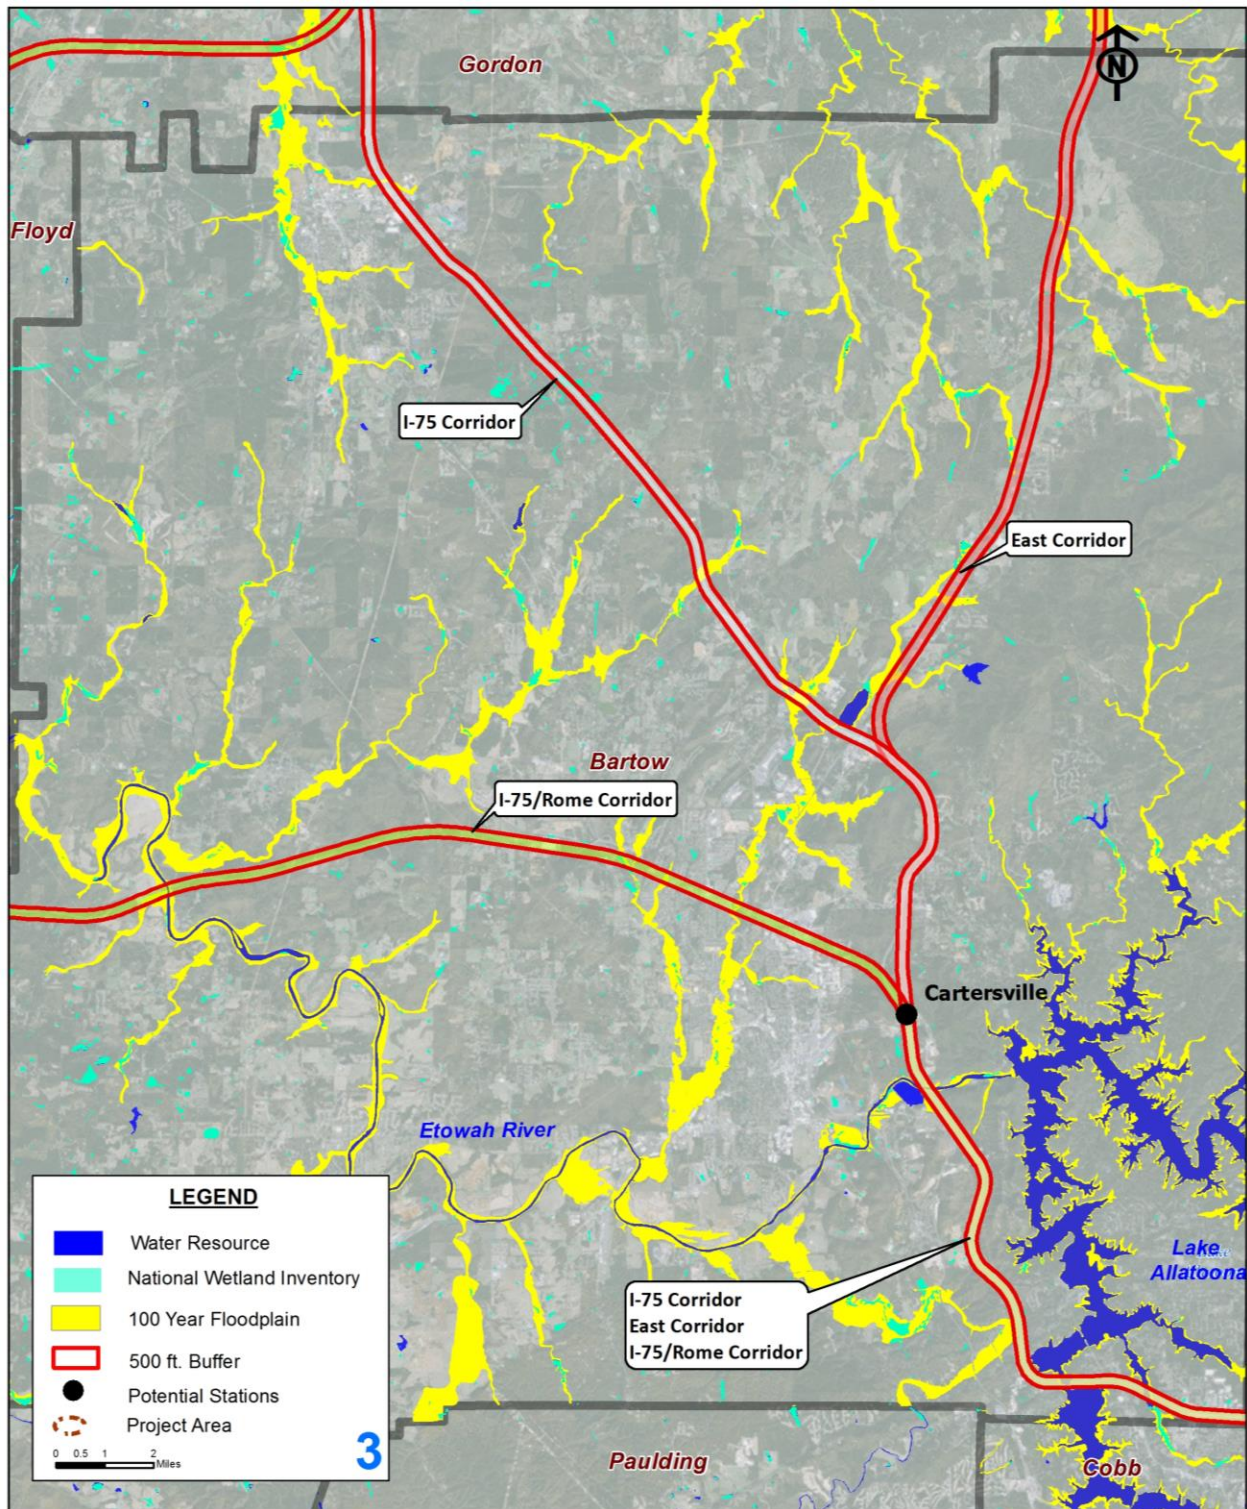 Gordon
N
Floyd
I-75 Corridor
East Corridor
Bartow
I-75/Rome Corridor
Cartersville
Etowah River
Lake
Allatoona
I-75 Corridor
East Corridor
I-75/Rome Corridor
LEGEND
Water Resource
National Wetland Inventory
100 Year Floodplain
500 ft. Buffer
Potential Stations
Project Area
0 0.5 1 2
Miles
3
Paulding
Cobb